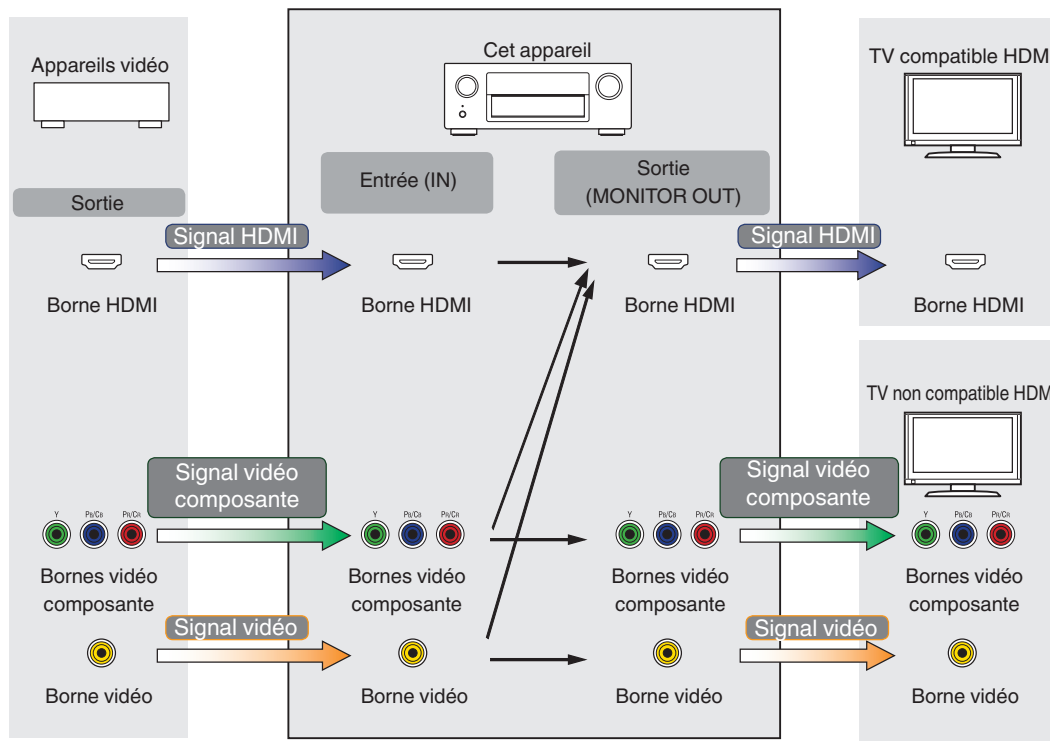 Appareils vidéo
Cet appareil
TV compatible HDM
Sortie
Entrée (IN)
Sortie
(MONITOR OUT)
Signal HDMI
Signal HDMI
Borne HDMI
Borne HDMI
Borne HDMI
Borne HDMI
TV non compatible HDM
Signal vidéo
composante
Signal vidéo
composante
Y PB/CB PR/CR
Y PB/CB PR/CR
Y PB/CB PR/CR
Y PB/CB PR/CR
Bornes vidéo
composante
Bornes vidéo
composante
Bornes vidéo
composante
Bornes vidéo
composante
Signal vidéo
Signal vidéo
Borne vidéo
Borne vidéo
Borne vidéo
Borne vidéo